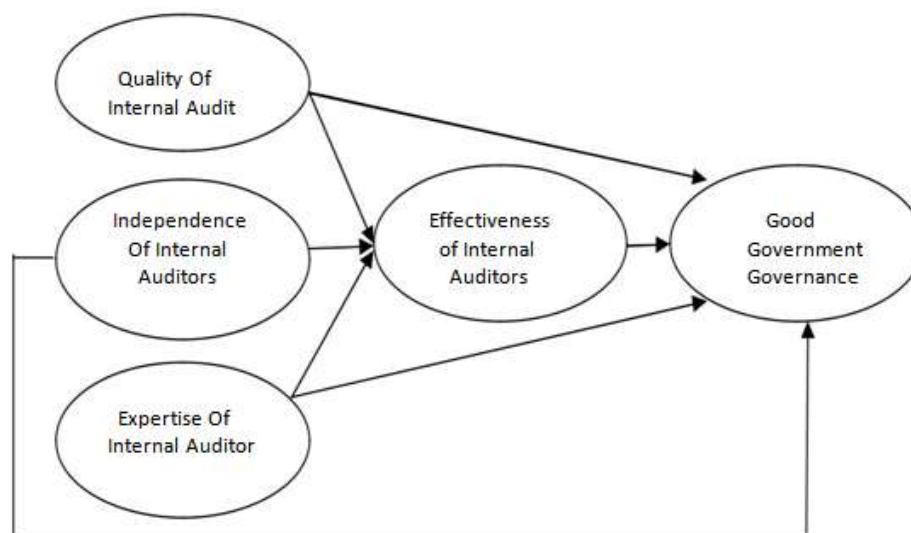 Quality Of
Internal Audit
Independence
Of Internal
Auditors
Effectiveness
of Internal
Auditors
Good
Government
Governance
Expertise Of
Internal Auditor